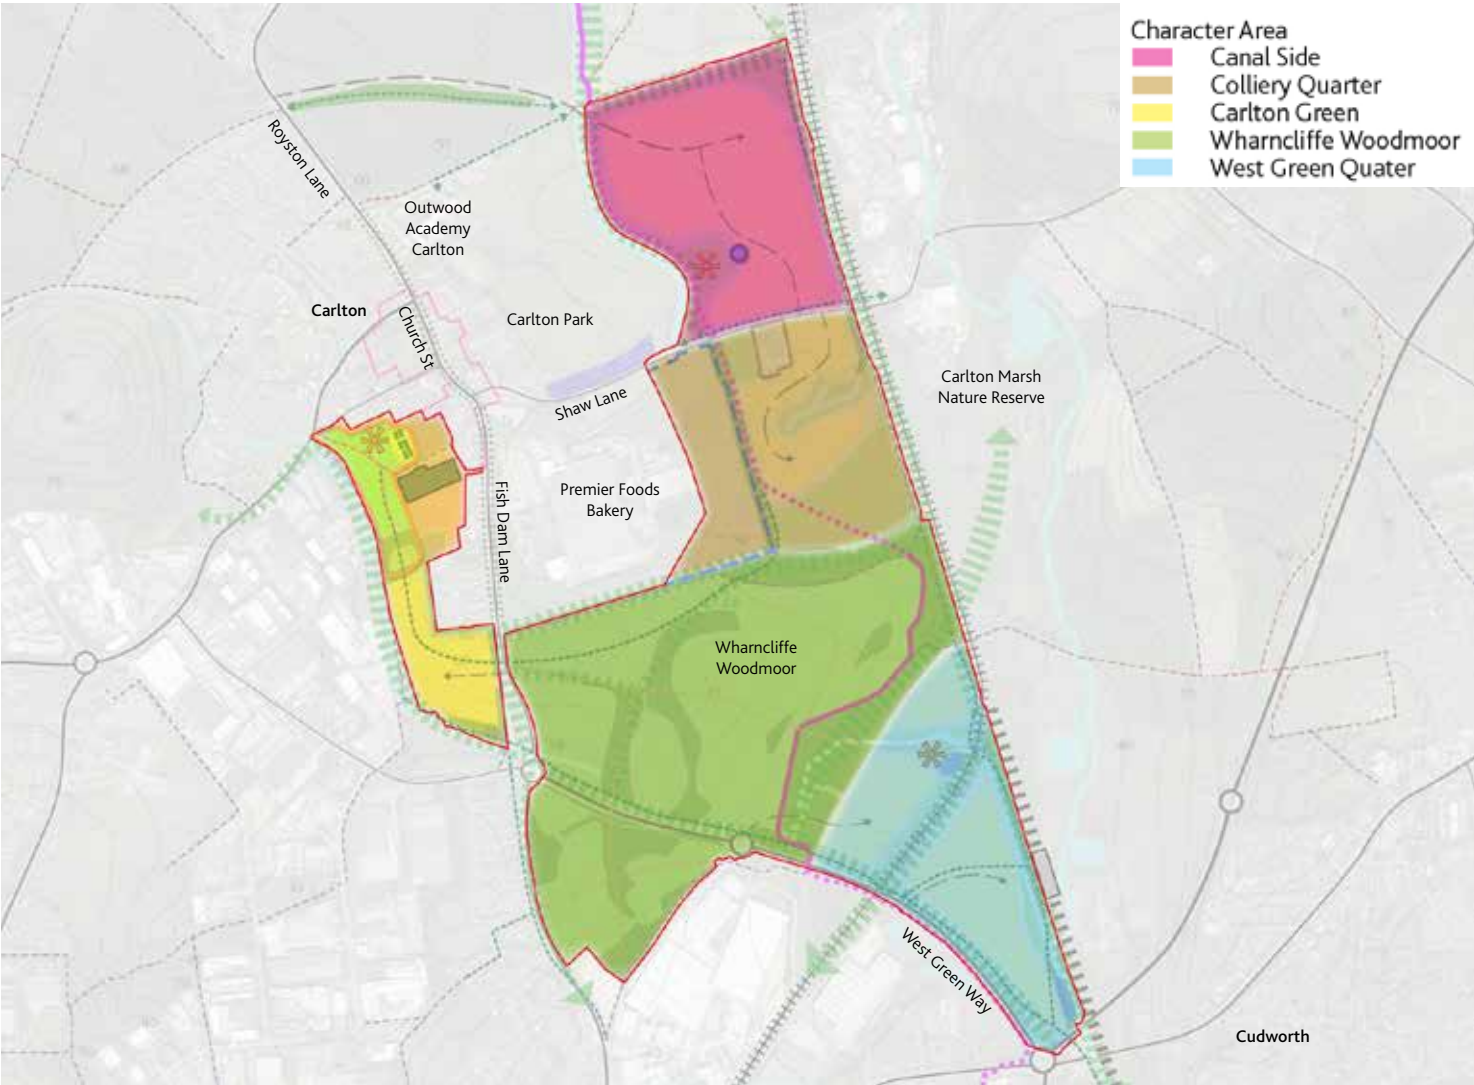 Character Area
Canal Side
Colliery Quarter
Carlton Green
Wharncliffe Woodmoor
West Green Quater
Royston Lane
Outwood
Academy
Carlton
Carlton
Church St
Carlton Park
Shaw Lane
Carlton Marsh
Nature Reserve
Premier Foods
Bakery
Fish Dam Lane
Wharncliffe
Woodmoor
West Green Way
Cudworth